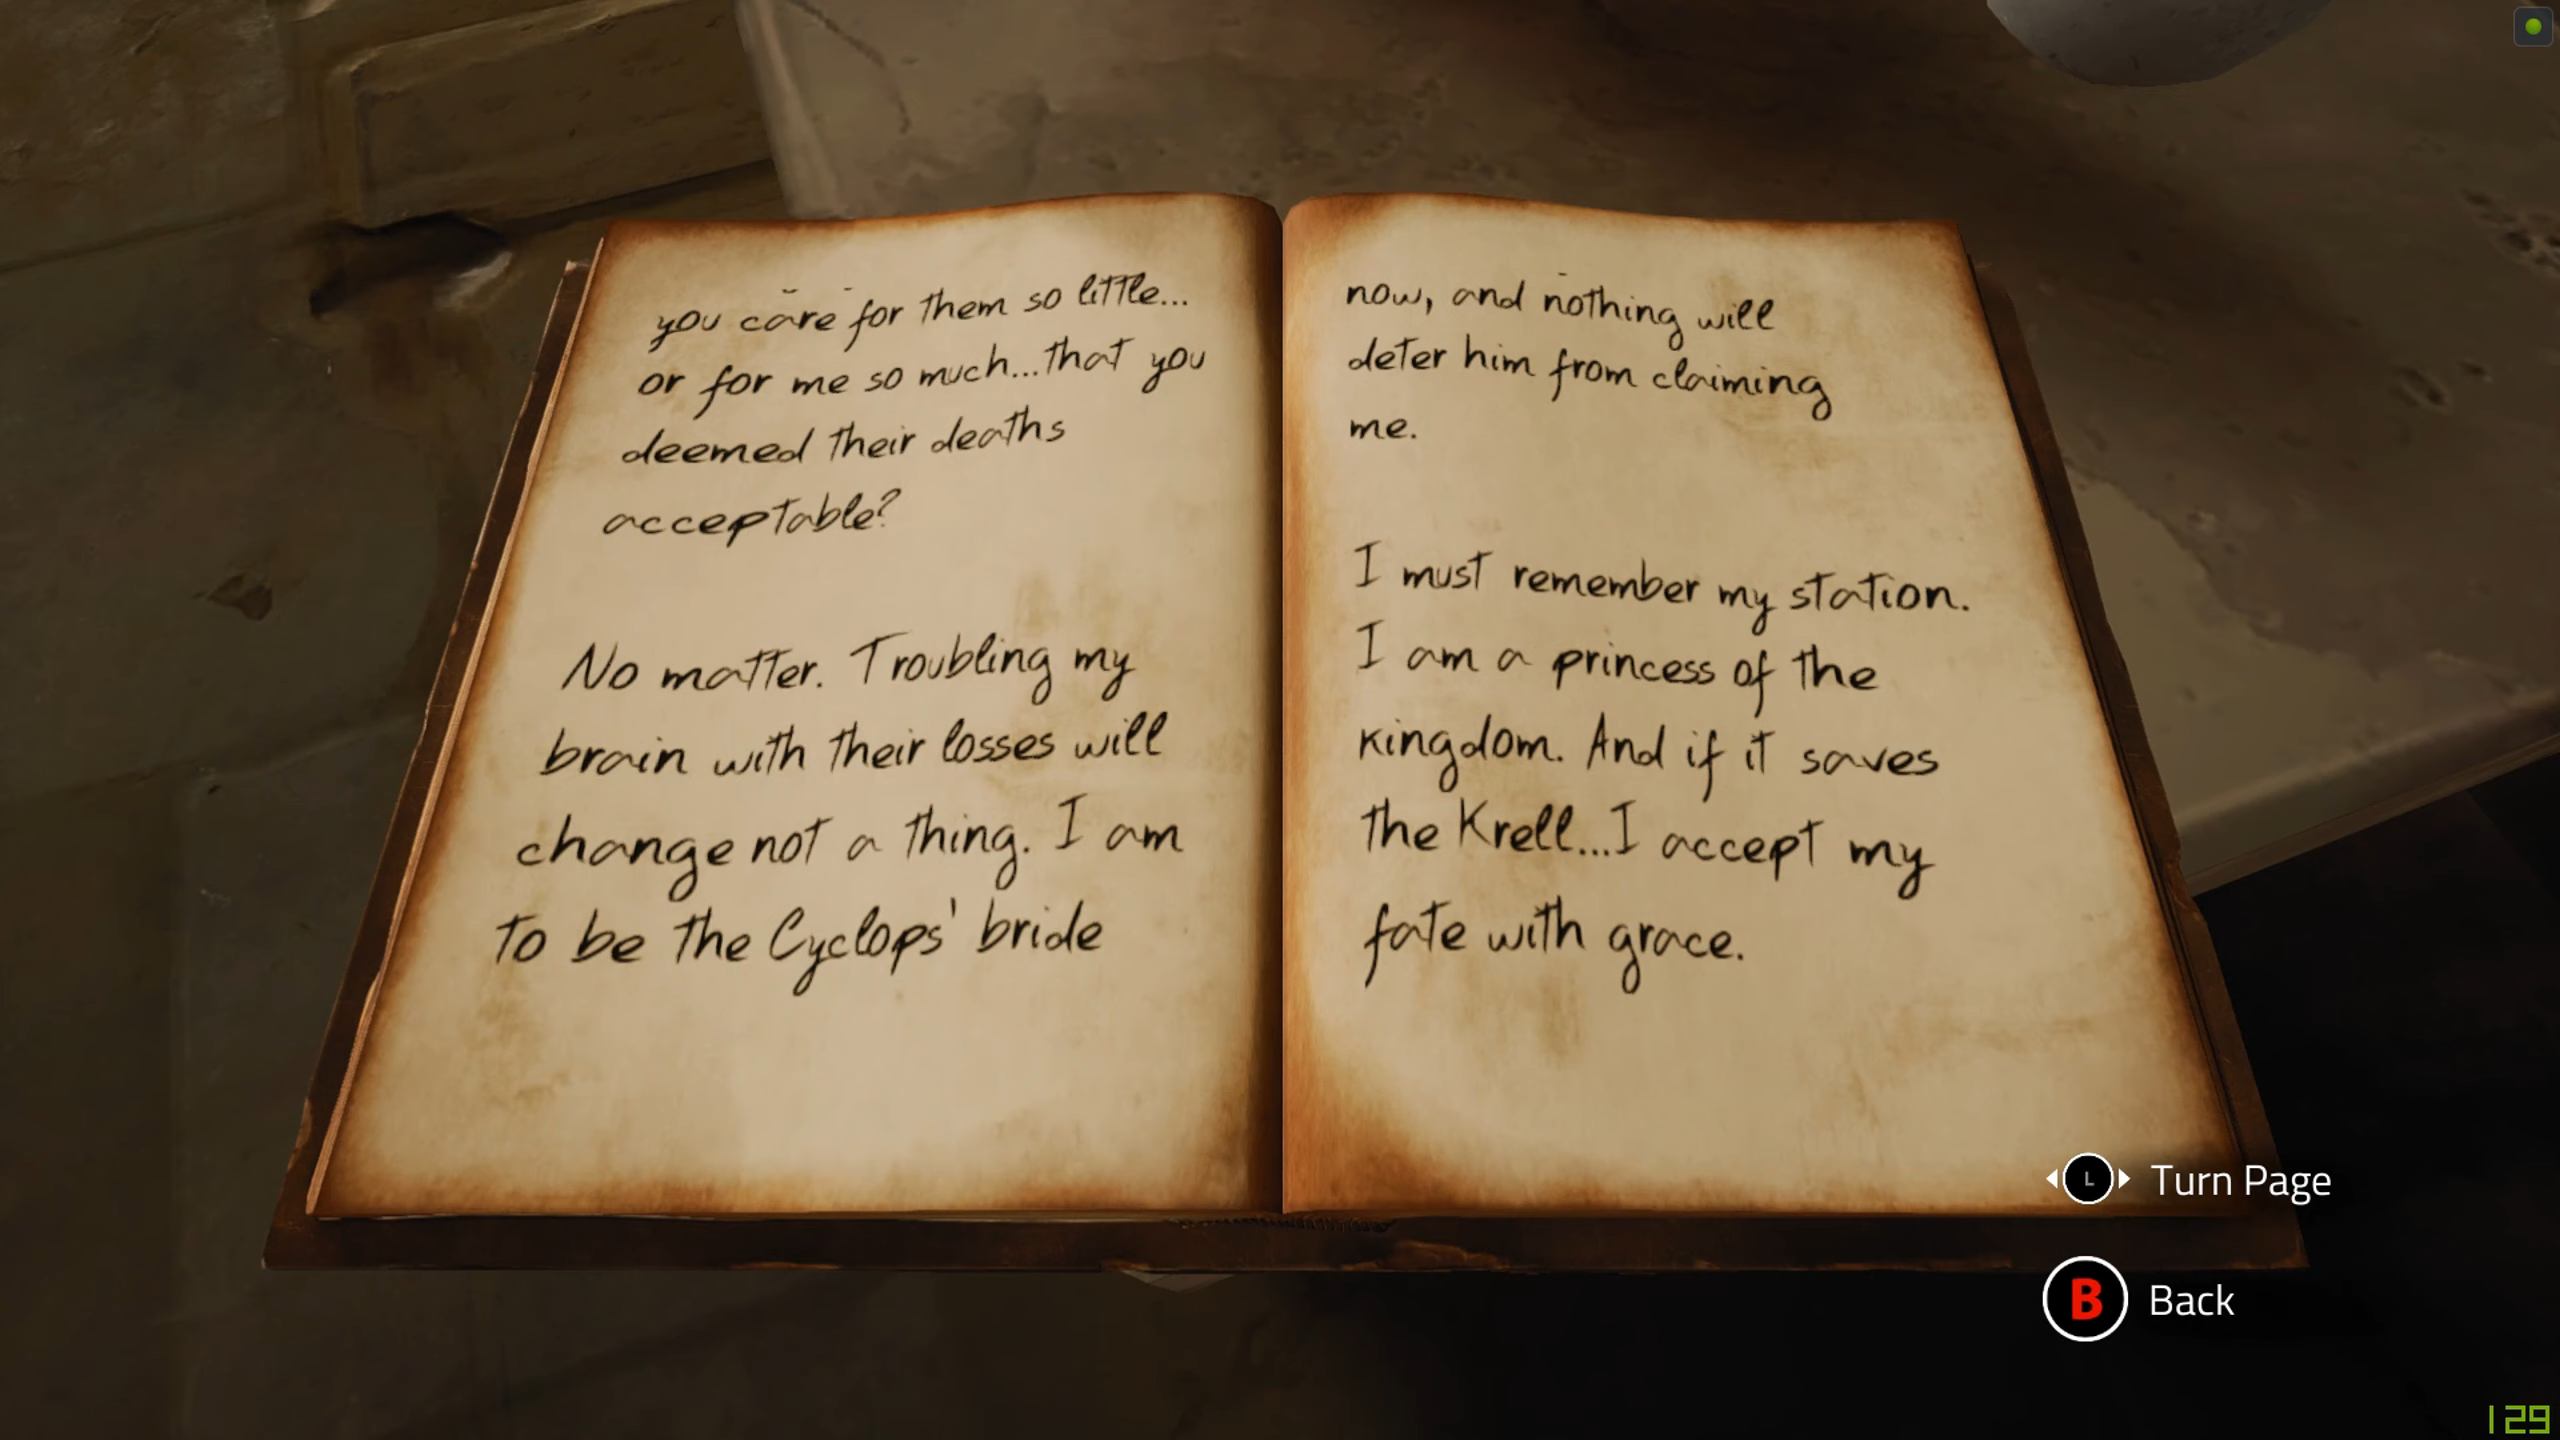 you care for them so little...
or for me so much...that you
deemed their deaths
acceptable?
No matter. Troubling my
brain with their losses will
change not a thing. I am
to be the Cyclops' bride
now, and nothing will
deter him from claiming
me.
I must remember my station.
I am a princess of the
kingdom. And if it saves
the Krell...I accept my
fate with grace.
L Turn Page
B Back
129